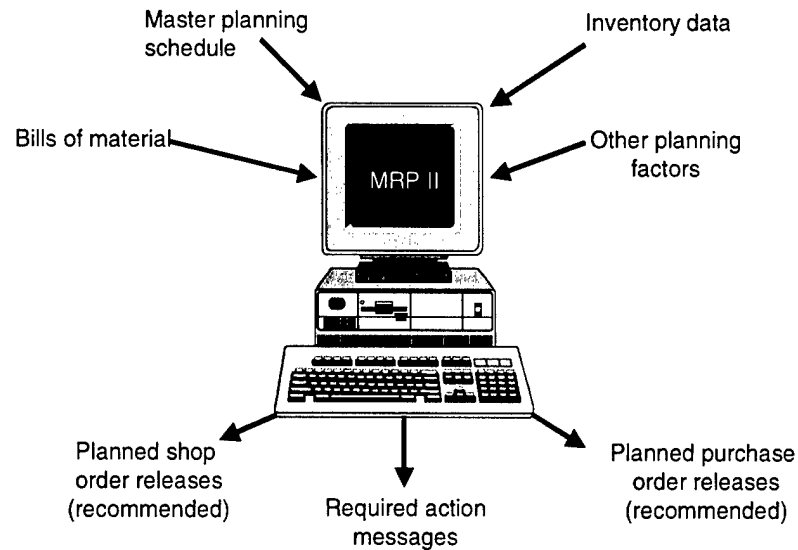 Master planning
schedule
Inventory data
Bills of material
Other planning
factors
MRP II
Planned shop
order releases
(recommended)
Required action
messages
Planned purchase
order releases
(recommended)